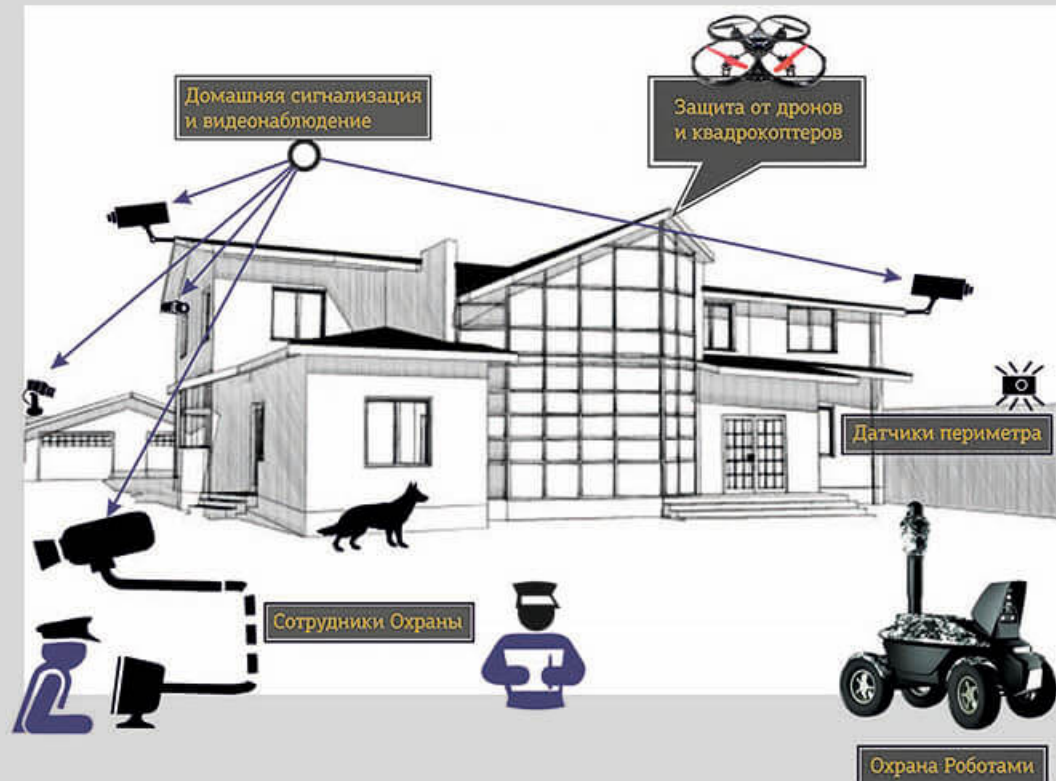 Домашняя сигнализация
и видеонаблюдение
Защита от дронов
и квадрокоптеров
Датчики периметра
Сотрудники Охраны
Охрана Роботами